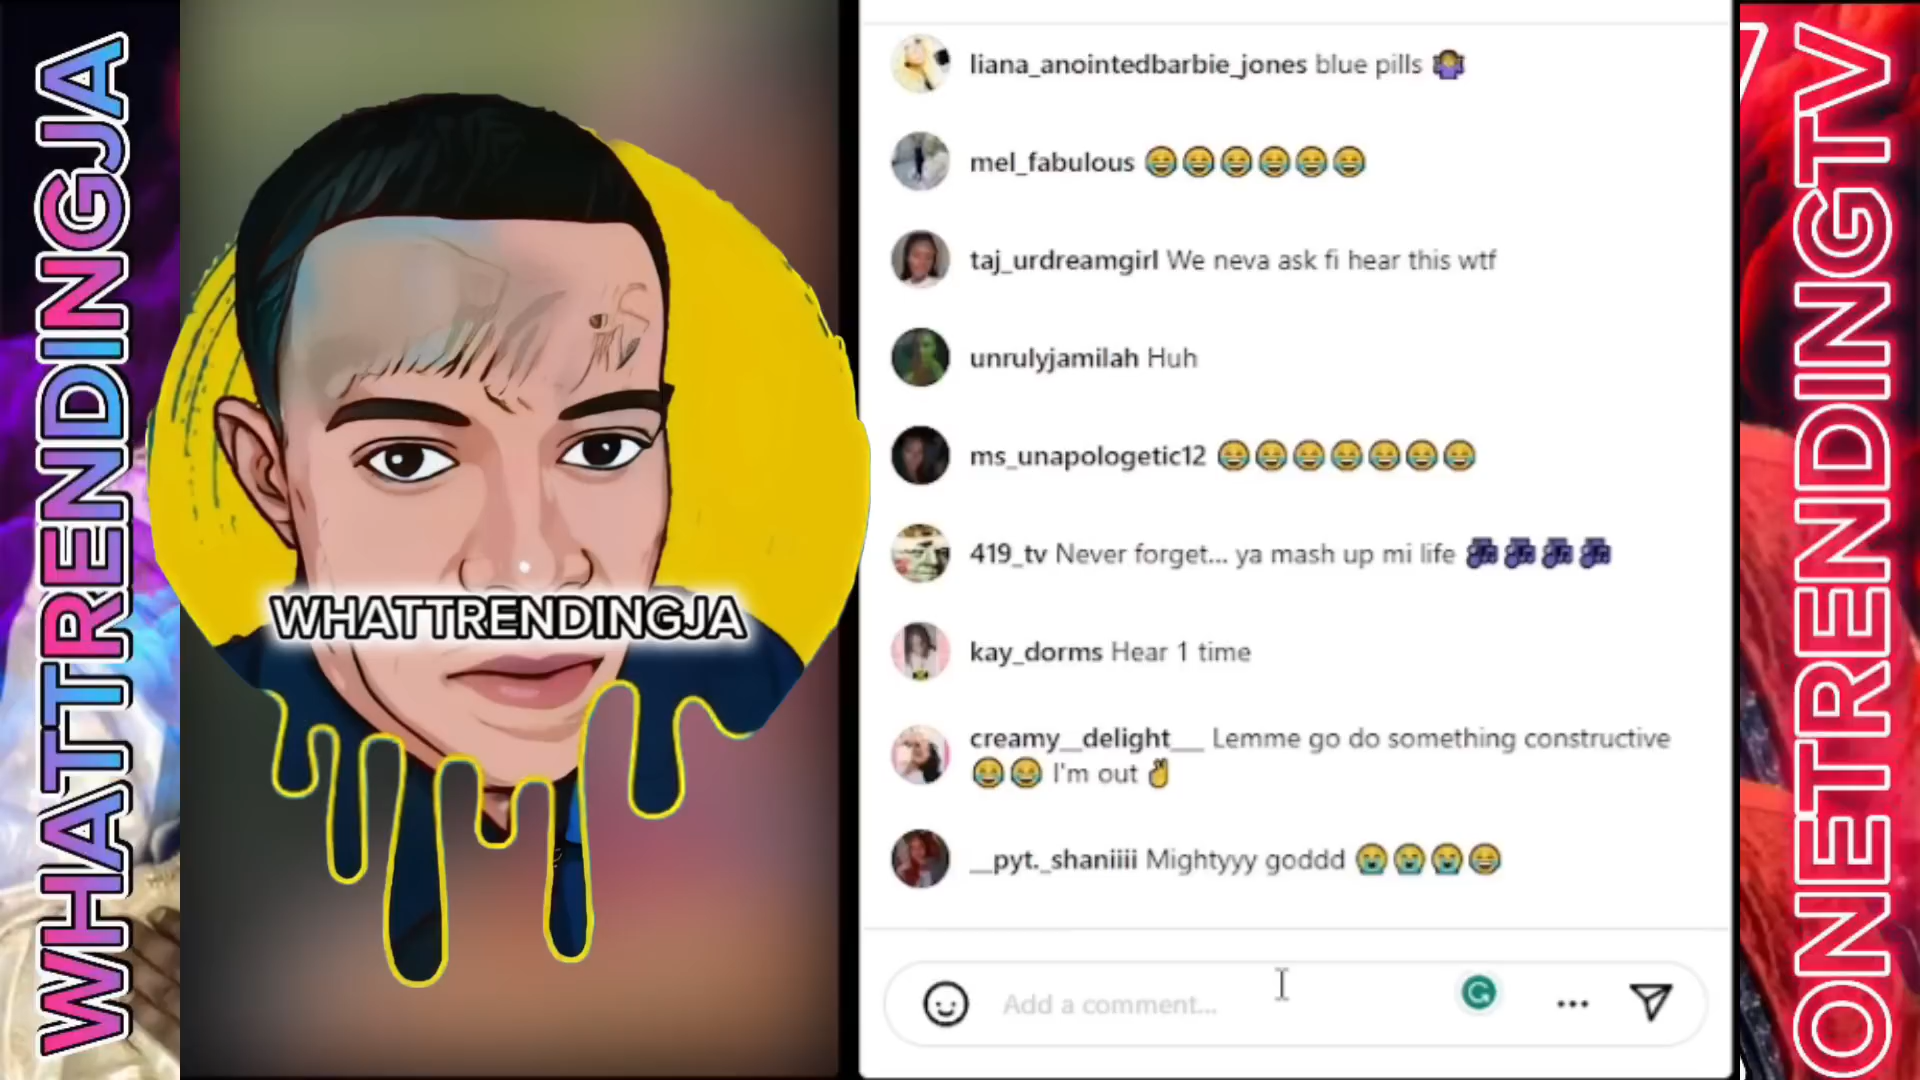 WHATTRENDINGJA
WHATTRENDINGJA
liana_anointedbarbie_jones blue pills 🤷
mel_fabulous 😂😂😂😂😂😂
taj_urdreamgirl We neva ask fi hear this wtf
unrulyjamilah Huh
ms_unapologetic12 😂😂😂😂😂😂😂
419_tv Never forget... ya mash up mi life
kay_dorms Hear 1 time
creamy__delight___ Lemme go do something constructive
😂😂 I'm out ✌
__pyt._shaniiii Mightyyy goddd 😭😭😭😂
Add a comment...
ONETRENDINGTV